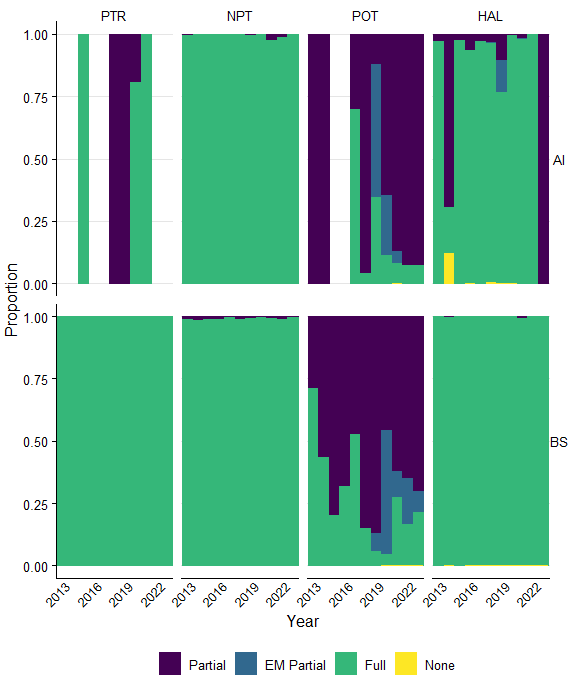 PTR NPT POT HAL
1.00
0.75
0.50
0.25
0.00
AI
1.00
0.75
0.50
0.25
0.00
BS
Proportion
2013 2016 2019 2022 2013 2016 2019 2022 2013 2016 2019 2022 2013 2016 2019 2022
Year
Partial EM Partial Full None